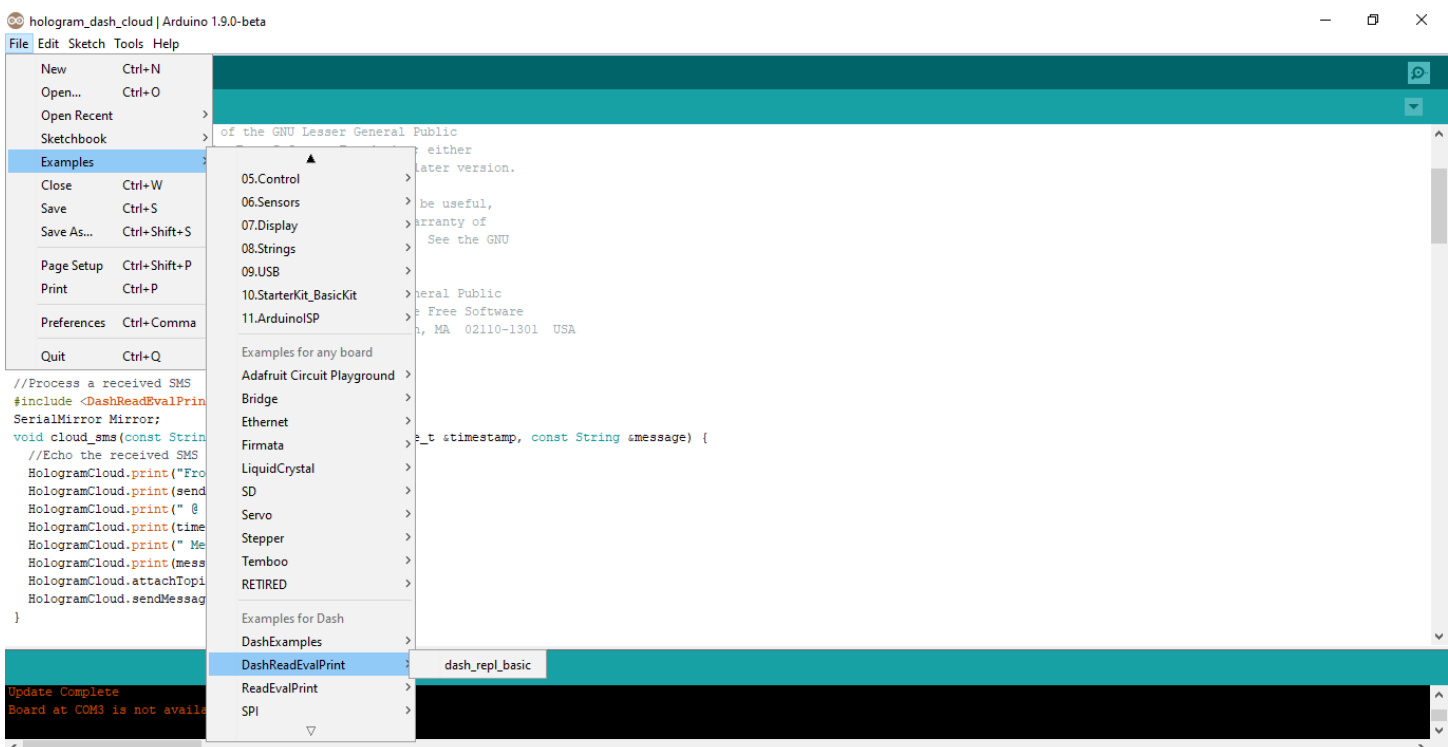 hologram_dash_cloud | Arduino 1.9.0-beta
File Edit Sketch Tools Help
New Ctrl+N
Open... Ctrl+O
Open Recent
Sketchbook
Examples
Close Ctrl+W
Save Ctrl+S
Save As... Ctrl+Shift+S
Page Setup Ctrl+Shift+P
Print Ctrl+P
Preferences Ctrl+Comma
Quit Ctrl+Q
05.Control
06.Sensors
07.Display
08.Strings
09.USB
10.StarterKit_BasicKit
11.ArduinoISP
Examples for any board
Adafruit Circuit Playground
Bridge
Ethernet
Firmata
LiquidCrystal
SD
Servo
Stepper
Temboo
RETIRED
Examples for Dash
DashExamples
DashReadEvalPrint
ReadEvalPrint
SPI
dash_repl_basic
of the GNU Lesser General Public
either
later version.
be useful,
arranty of
See the GNU
neral Public
e Free Software
n, MA 02110-1301 USA
//Process a received SMS
#include <DashReadEvalPrin
SerialMirror Mirror;
void cloud_sms(const Strin e_t &timestamp, const String &message) {
//Echo the received SMS
HologramCloud.print("Fro
HologramCloud.print(send
HologramCloud.print(" @
HologramCloud.print(time
HologramCloud.print(" Me
HologramCloud.print(mess
HologramCloud.attachTopi
HologramCloud.sendMessag
}
Update Complete
Board at COM3 is not availa